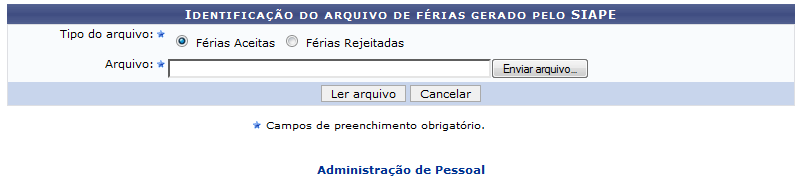 Identificação do arquivo de férias gerado pelo SIAPE
Tipo do arquivo: Férias Aceitas Férias Rejeitadas
Arquivo: Enviar arquivo...
Ler arquivo Cancelar
Campos de preenchimento obrigatório.
Administração de Pessoal